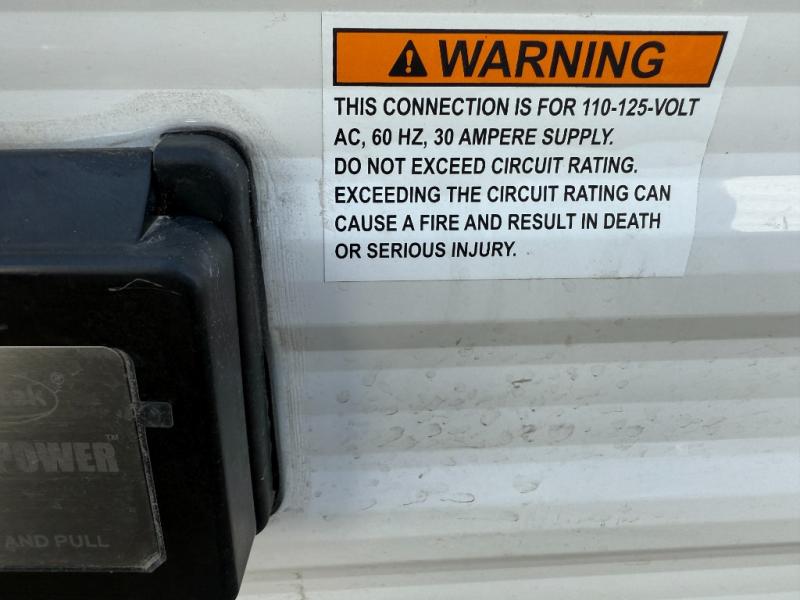 WARNING
THIS CONNECTION IS FOR 110-125-VOLT
AC, 60 HZ, 30 AMPERE SUPPLY.
DO NOT EXCEED CIRCUIT RATING.
EXCEEDING THE CIRCUIT RATING CAN
CAUSE A FIRE AND RESULT IN DEATH
OR SERIOUS INJURY.
POWER™
AND PULL